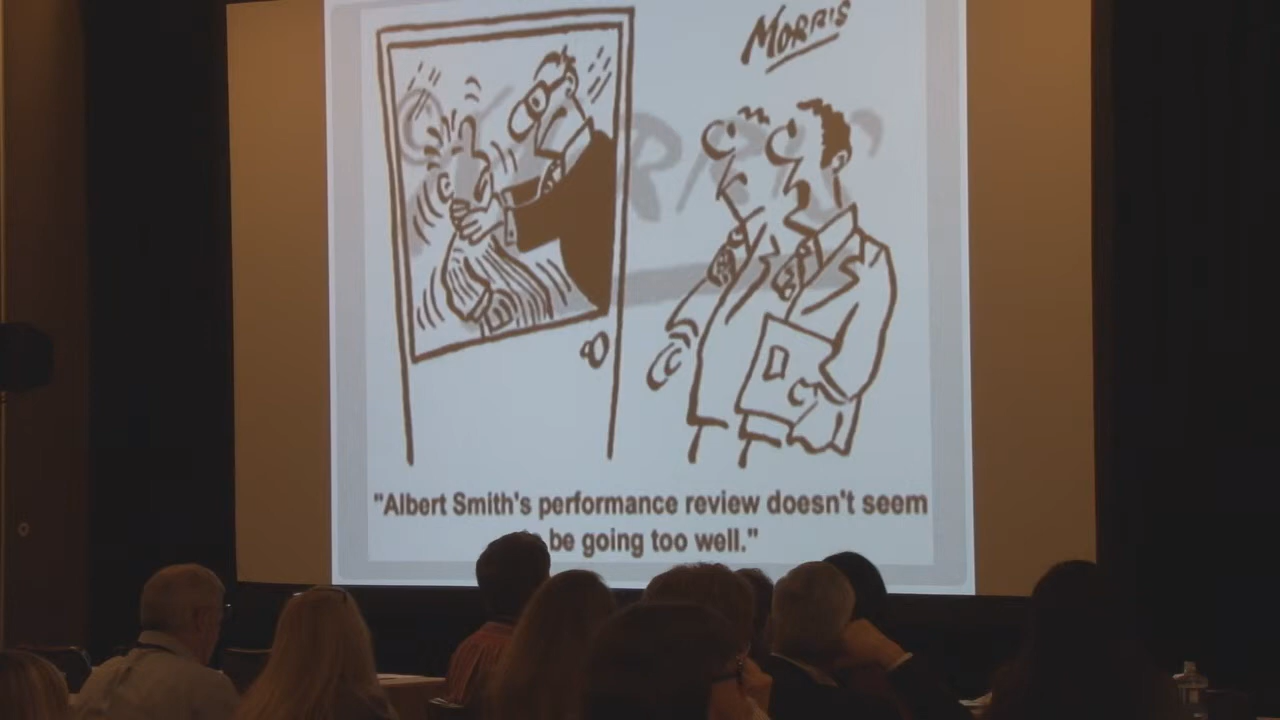 MORRIS
"Albert Smith's performance review doesn't seem
be going too well."